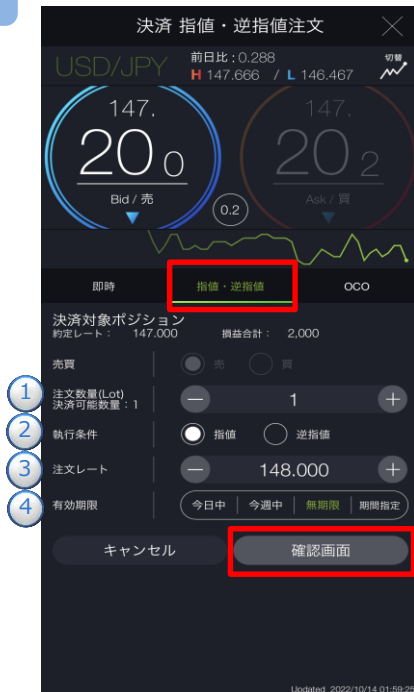 決済 指値・逆指値注文
USD/JPY
前日比：0.288
H 147.666 / L 146.467
切替
147.
20 0
Bid / 売
0.2
147.
20 2
Ask / 買
即時
指値・逆指値
OCO
決済対象ポジション
約定レート： 147.000 損益合計： 2,000
売買 売 買
1 注文数量(Lot)
決済可能数量：1
1
2 執行条件 指値 逆指値
3 注文レート 148.000
4 有効期限 今日中 今週中 無期限 期間指定
キャンセル
確認画面
Updated 2022/10/14 01:59:26